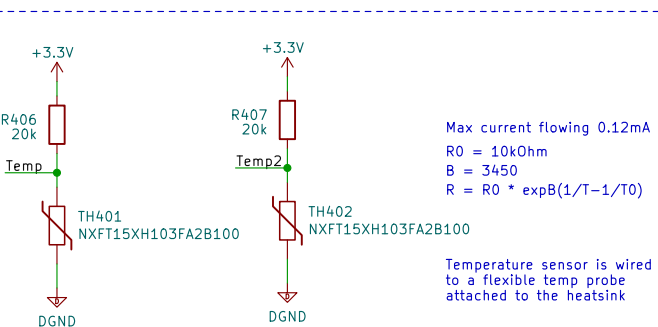 +3.3V
R406
20k
Temp
TH401
NXFT15XH103FA2B100
DGND
+3.3V
R407
20k
Temp2
TH402
NXFT15XH103FA2B100
DGND
Max current flowing 0.12mA
R0 = 10kOhm
B = 3450
R = R0 * expB(1/T-1/T0)
Temperature sensor is wired
to a flexible temp probe
attached to the heatsink